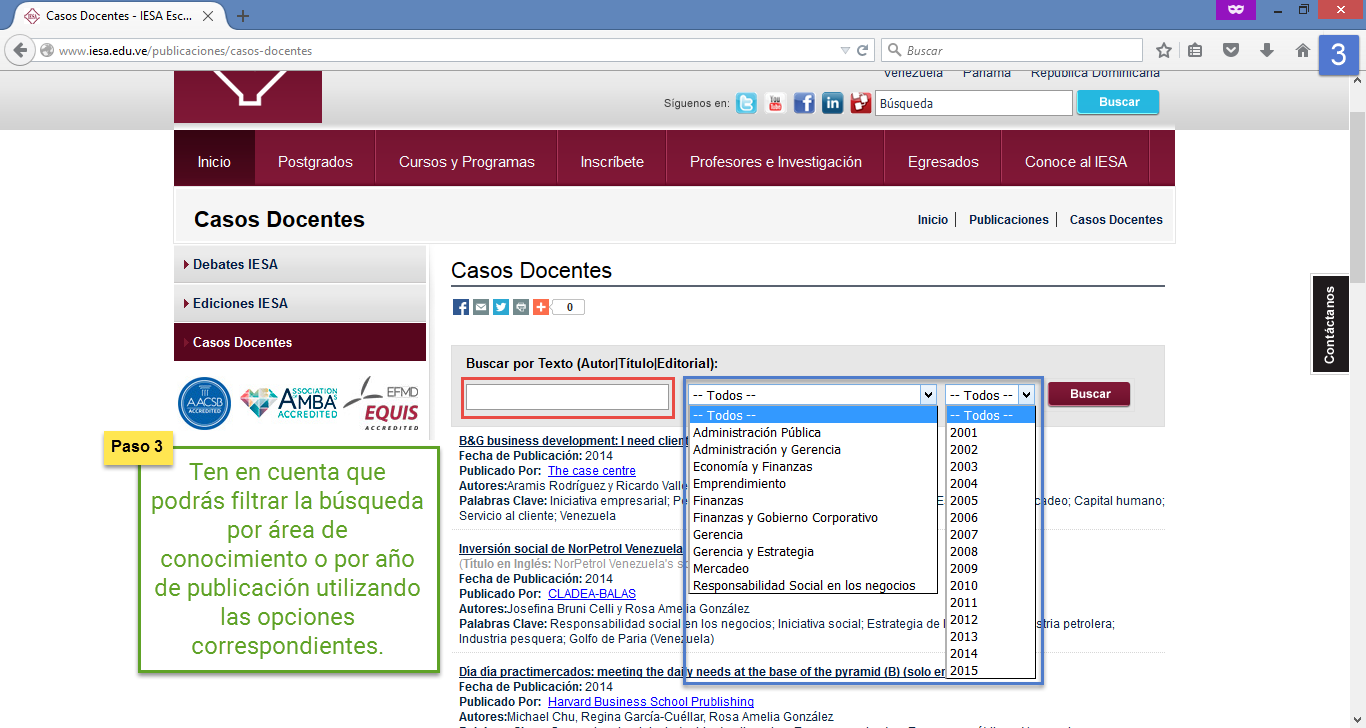 Casos Docentes - IESA Esc...
www.iesa.edu.ve/publicaciones/casos-docentes
Buscar
3
Venezuela Panamá República Dominicana
Síguenos en:
You Tube
Búsqueda
Buscar
Inicio
Postgrados
Cursos y Programas
Inscríbete
Profesores e Investigación
Egresados
Conoce al IESA
Casos Docentes
Inicio | Publicaciones | Casos Docentes
Debates IESA
Ediciones IESA
Casos Docentes
AACSB
ACCREDITED
ASSOCIATION
AMBA
ACCREDITED
EFMD
EQUIS
ACCREDITED
Paso 3
Ten en cuenta que
podrás filtrar la búsqueda
por área de
conocimiento o por año
de publicación utilizando
las opciones
correspondientes.
Casos Docentes
0
Buscar por Texto (Autor|Título|Editorial):
-- Todos --
-- Todos --
Administración Pública
Administración y Gerencia
Economía y Finanzas
Emprendimiento
Finanzas
Finanzas y Gobierno Corporativo
Gerencia
Gerencia y Estrategia
Mercadeo
Responsabilidad Social en los negocios
-- Todos --
-- Todos --
2001
2002
2003
2004
2005
2006
2007
2008
2009
2010
2011
2012
2013
2014
2015
Buscar
B&G business development: I need client
Fecha de Publicación: 2014
Publicado Por: The case centre
Autores:Aramis Rodríguez y Ricardo Valle
Palabras Clave: Iniciativa empresarial; Pe cadeo; Capital humano;
Servicio al cliente; Venezuela
Inversión social de NorPetrol Venezuela
(Título en Inglés: NorPetrol Venezuela's so
Fecha de Publicación: 2014
Publicado Por: CLADEA-BALAS
Autores:Josefina Bruni Celli y Rosa Amelia González
Palabras Clave: Responsabilidad social en los negocios; Iniciativa social; Estrategia de stria petrolera;
Industria pesquera; Golfo de Paria (Venezuela)
Día día practimercados: meeting the daily needs at the base of the pyramid (B) (solo en
Fecha de Publicación: 2014
Publicado Por: Harvard Business School Prublishing
Autores:Michael Chu, Regina García-Cuéllar, Rosa Amelia González
Contáctanos